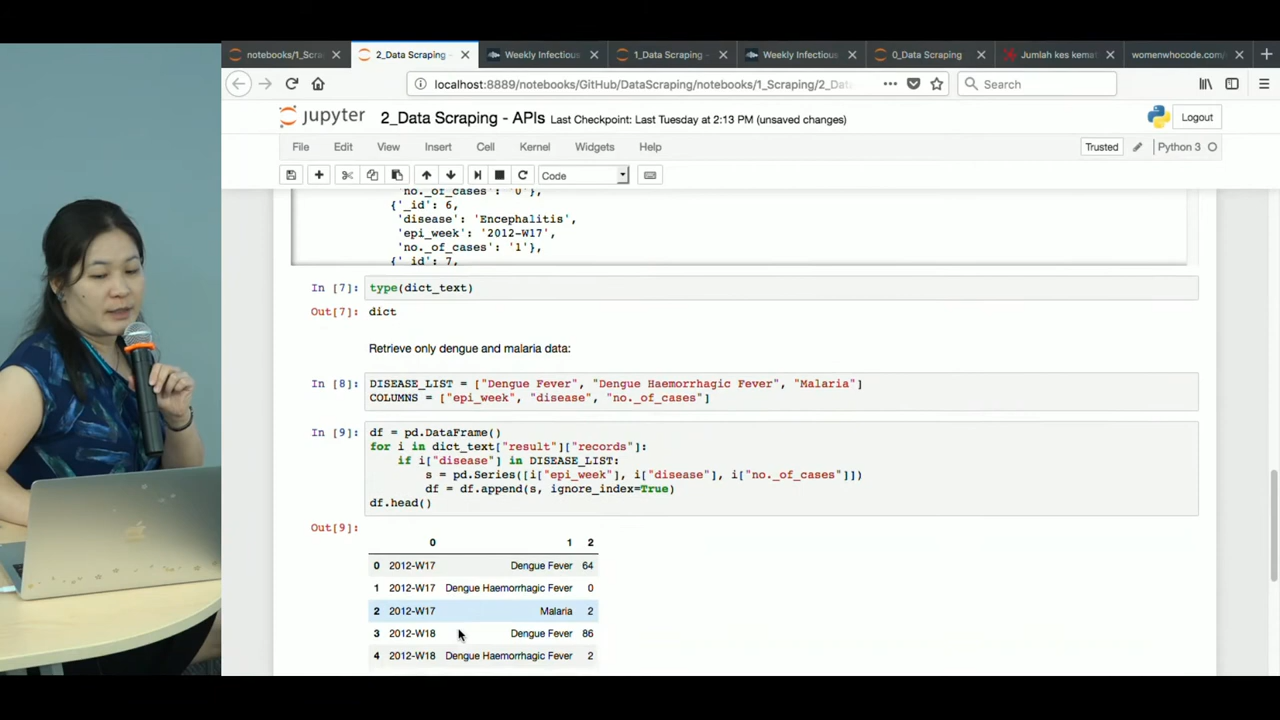 notebooks/1_Scra
2_Data Scraping -
Weekly Infectious
1_Data Scraping -
Weekly Infectious
0_Data Scraping
Jumlah kes kemat
womenwhocode.com/
localhost:8889/notebooks/GitHub/DataScraping/notebooks/1_Scraping/2_Data
Search
jupyter 2_Data Scraping - APIs Last Checkpoint: Last Tuesday at 2:13 PM (unsaved changes)
Logout
File Edit View Insert Cell Kernel Widgets Help
Trusted
Python 3
Code
'no._of_cases': '0'},
{'_id': 6,
'disease': 'Encephalitis',
'epi_week': '2012-W17',
'no._of_cases': '1'},
{'_id': 7,
In [7]: type(dict_text)
Out[7]: dict
Retrieve only dengue and malaria data:
In [8]: DISEASE_LIST = ["Dengue Fever", "Dengue Haemorrhagic Fever", "Malaria"]
COLUMNS = ["epi_week", "disease", "no._of_cases"]
In [9]: df = pd.DataFrame()
for i in dict_text["result"]["records"]:
if i["disease"] in DISEASE_LIST:
s = pd.Series([i["epi_week"], i["disease"], i["no._of_cases"]])
df = df.append(s, ignore_index=True)
df.head()
Out[9]:
0 1 2
0 2012-W17 Dengue Fever 64
1 2012-W17 Dengue Haemorrhagic Fever 0
2 2012-W17 Malaria 2
3 2012-W18 Dengue Fever 86
4 2012-W18 Dengue Haemorrhagic Fever 2